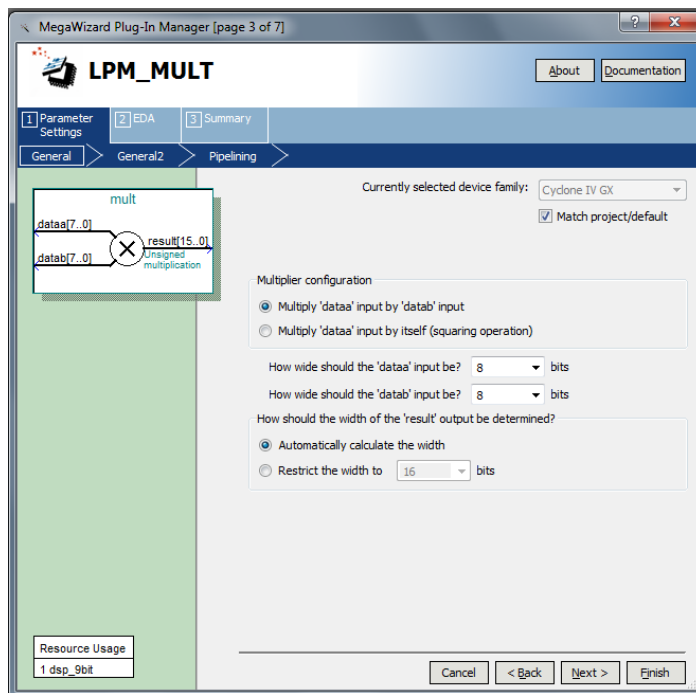 MegaWizard Plug-In Manager [page 3 of 7]
?
X
LPM_MULT
About
Documentation
1 Parameter
Settings
2 EDA
3 Summary
General
General2
Pipelining
mult
dataa[7..0]
result[15..0]
datab[7..0]
Unsigned
multiplication
Currently selected device family:
Cyclone IV GX
Match project/default
Multiplier configuration
Multiply 'dataa' input by 'datab' input
Multiply 'dataa' input by itself (squaring operation)
How wide should the 'dataa' input be? 8 bits
How wide should the 'datab' input be? 8 bits
How should the width of the 'result' output be determined?
Automatically calculate the width
Restrict the width to 16 bits
Resource Usage
1 dsp_9bit
Cancel
< Back
Next >
Finish